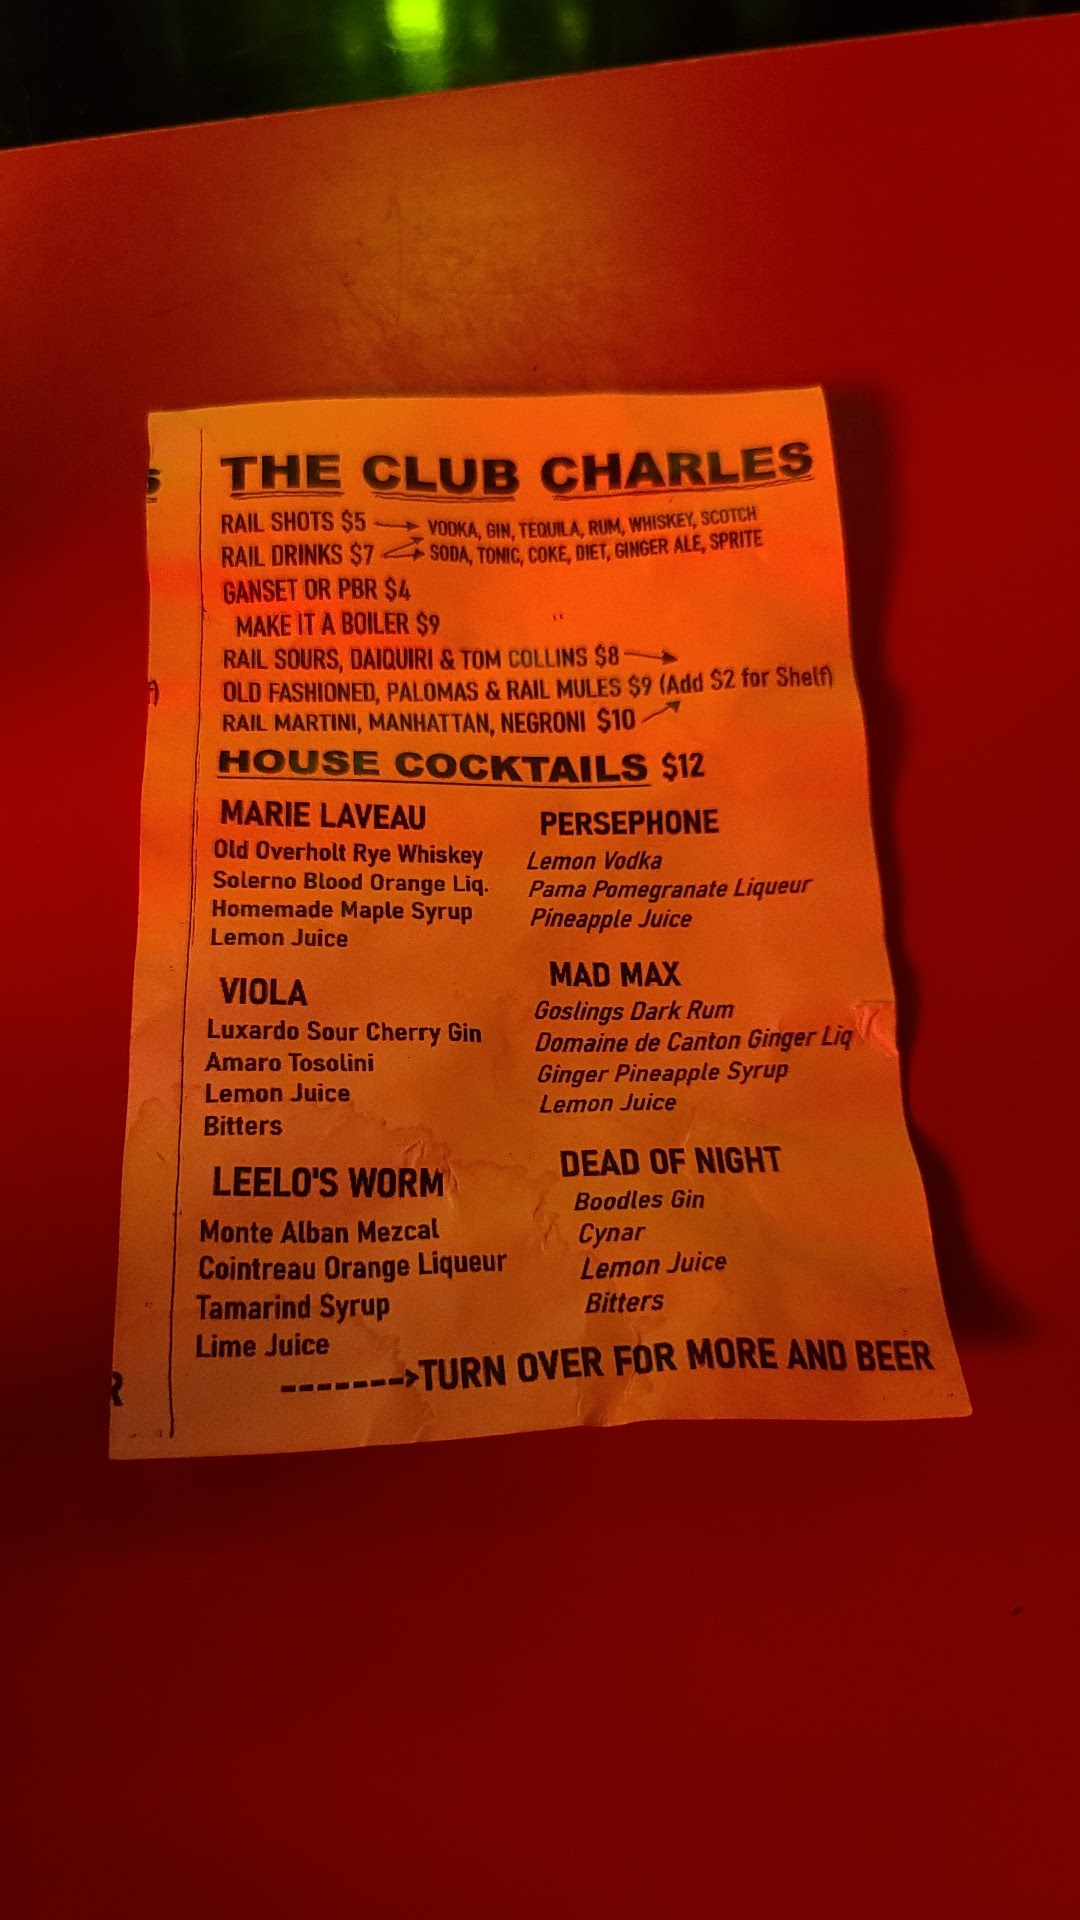 THE CLUB CHARLES
RAIL SHOTS $5 → VODKA, GIN, TEQUILA, RUM, WHISKEY, SCOTCH
RAIL DRINKS $7 → SODA, TONIC, COKE, DIET, GINGER ALE, SPRITE
GANSET OR PBR $4
MAKE IT A BOILER $9
RAIL SOURS, DAIQUIRI & TOM COLLINS $8 →
OLD FASHIONED, PALOMAS & RAIL MULES $9 (Add $2 for Shelf)
RAIL MARTINI, MANHATTAN, NEGRONI $10
HOUSE COCKTAILS $12
MARIE LAVEAU
Old Overholt Rye Whiskey
Solerno Blood Orange Liq.
Homemade Maple Syrup
Lemon Juice
VIOLA
Luxardo Sour Cherry Gin
Amaro Tosolini
Lemon Juice
Bitters
LEELO'S WORM
Monte Alban Mezcal
Cointreau Orange Liqueur
Tamarind Syrup
Lime Juice
PERSEPHONE
Lemon Vodka
Pama Pomegranate Liqueur
Pineapple Juice
MAD MAX
Goslings Dark Rum
Domaine de Canton Ginger Liq
Ginger Pineapple Syrup
Lemon Juice
DEAD OF NIGHT
Boodles Gin
Cynar
Lemon Juice
Bitters
------->TURN OVER FOR MORE AND BEER